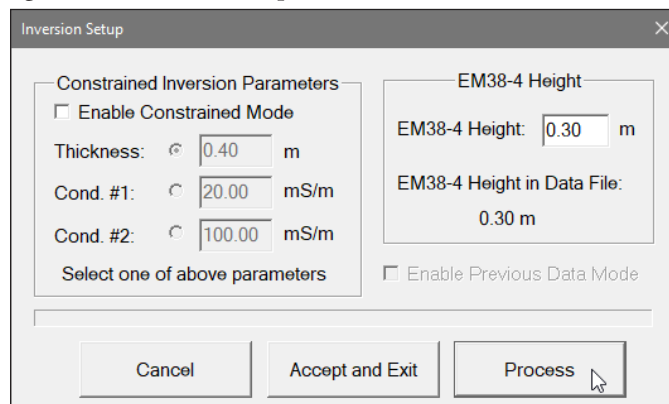 Inversion Setup
Constrained Inversion Parameters
Enable Constrained Mode
Thickness: 0.40 m
Cond. #1: 20.00 mS/m
Cond. #2: 100.00 mS/m
Select one of above parameters
EM38-4 Height
EM38-4 Height: 0.30 m
EM38-4 Height in Data File:
0.30 m
Enable Previous Data Mode
Cancel
Accept and Exit
Process